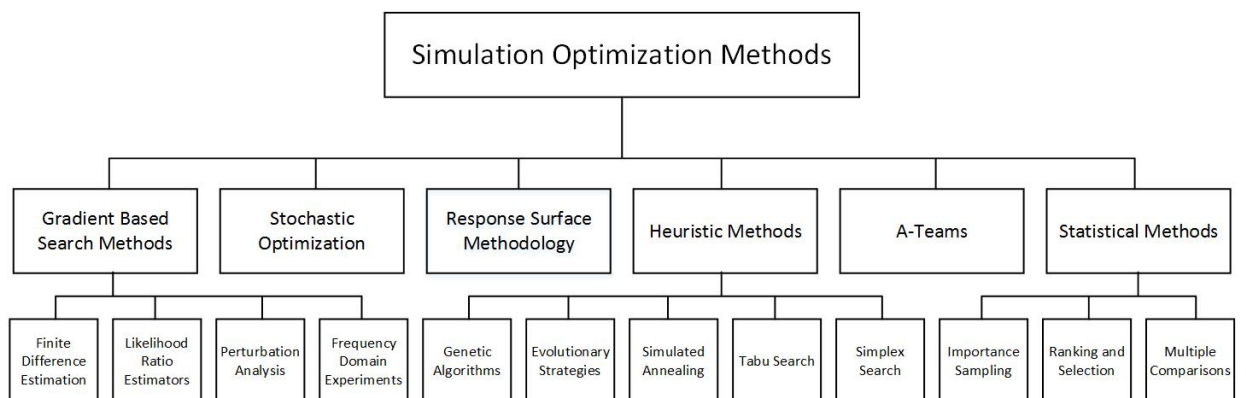 Simulation Optimization Methods
Gradient Based
Search Methods
Stochastic
Optimization
Response Surface
Methodology
Heuristic Methods
A-Teams
Statistical Methods
Finite
Difference
Estimation
Likelihood
Ratio
Estimators
Perturbation
Analysis
Frequency
Domain
Experiments
Genetic
Algorithms
Evolutionary
Strategies
Simulated
Annealing
Tabu Search
Simplex
Search
Importance
Sampling
Ranking and
Selection
Multiple
Comparisons